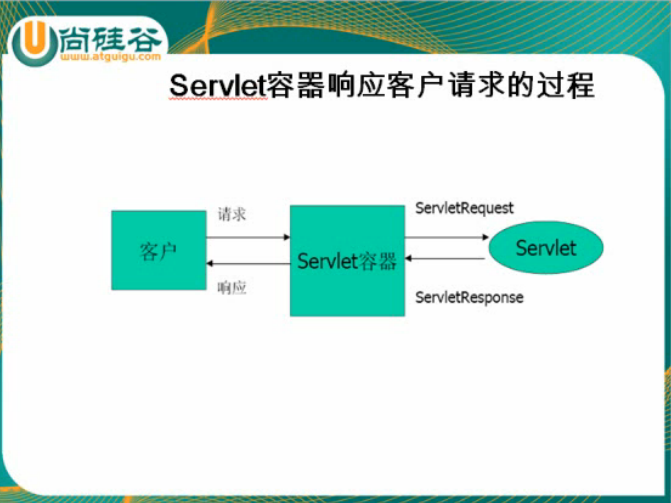 尚硅谷
www.atguigu.com
Servlet容器响应客户请求的过程
请求
ServletRequest
客户
Servlet容器
Servlet
响应
ServletResponse